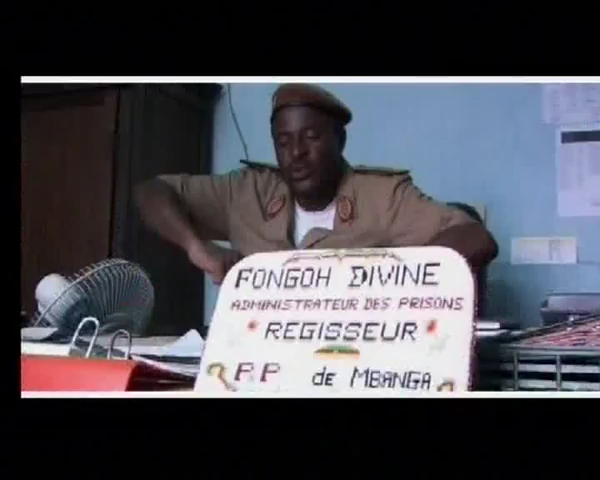 FONGOH DIVINE
ADMINISTRATEUR DES PRISONS
REGISSEUR
P.P de MBANGA